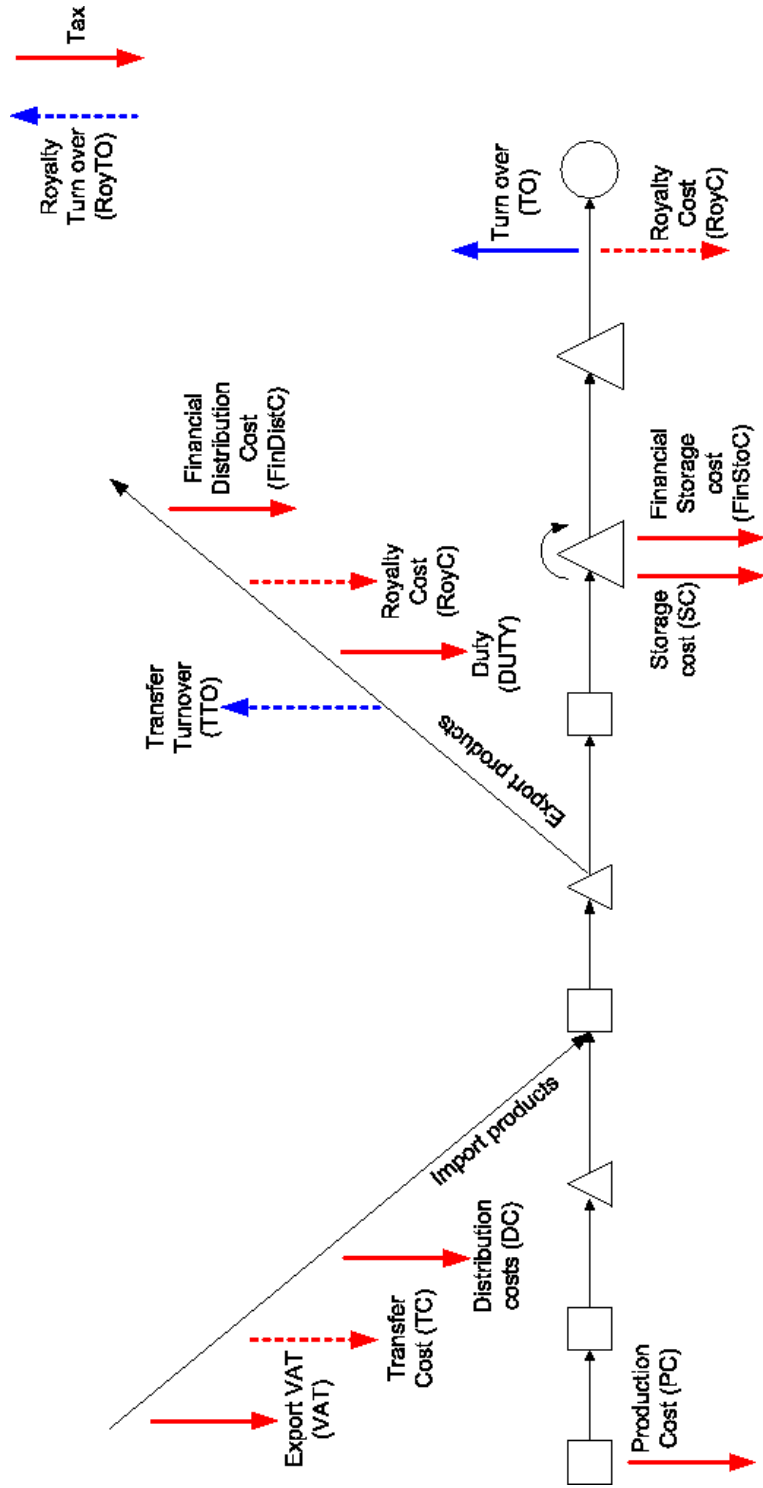 Tax
Royalty
Turn over
(RoyTO)
Turn over
(TO)
Royalty
Cost
(RoyC)
Financial
Distribution
Cost
(FinDistC)
Royalty
Cost
(RoyC)
Duty
(DUTY)
Transfer
Turnover
(TTO)
Export products
Financial
Storage
cost
(FinStoC)
Storage
cost (SC)
Import products
Distribution
costs (DC)
Transfer
Cost (TC)
Export VAT
(VAT)
Production
Cost (PC)